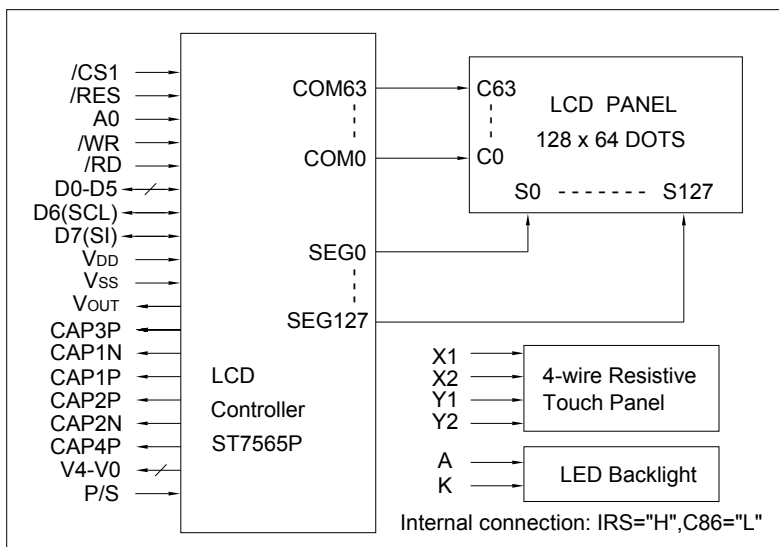 /CS1
/RES
A0
/WR
/RD
D0-D5
D6(SCL)
D7(SI)
VDD
VSS
VOUT
CAP3P
CAP1N
CAP1P
CAP2P
CAP2N
CAP4P
V4-V0
P/S
COM63
COM0
SEG0
SEG127
LCD
Controller
ST7565P
C63
C0
LCD PANEL
128 x 64 DOTS
S0 ------- S127
X1
X2
Y1
Y2
4-wire Resistive
Touch Panel
A
K
LED Backlight
Internal connection: IRS="H",C86="L"